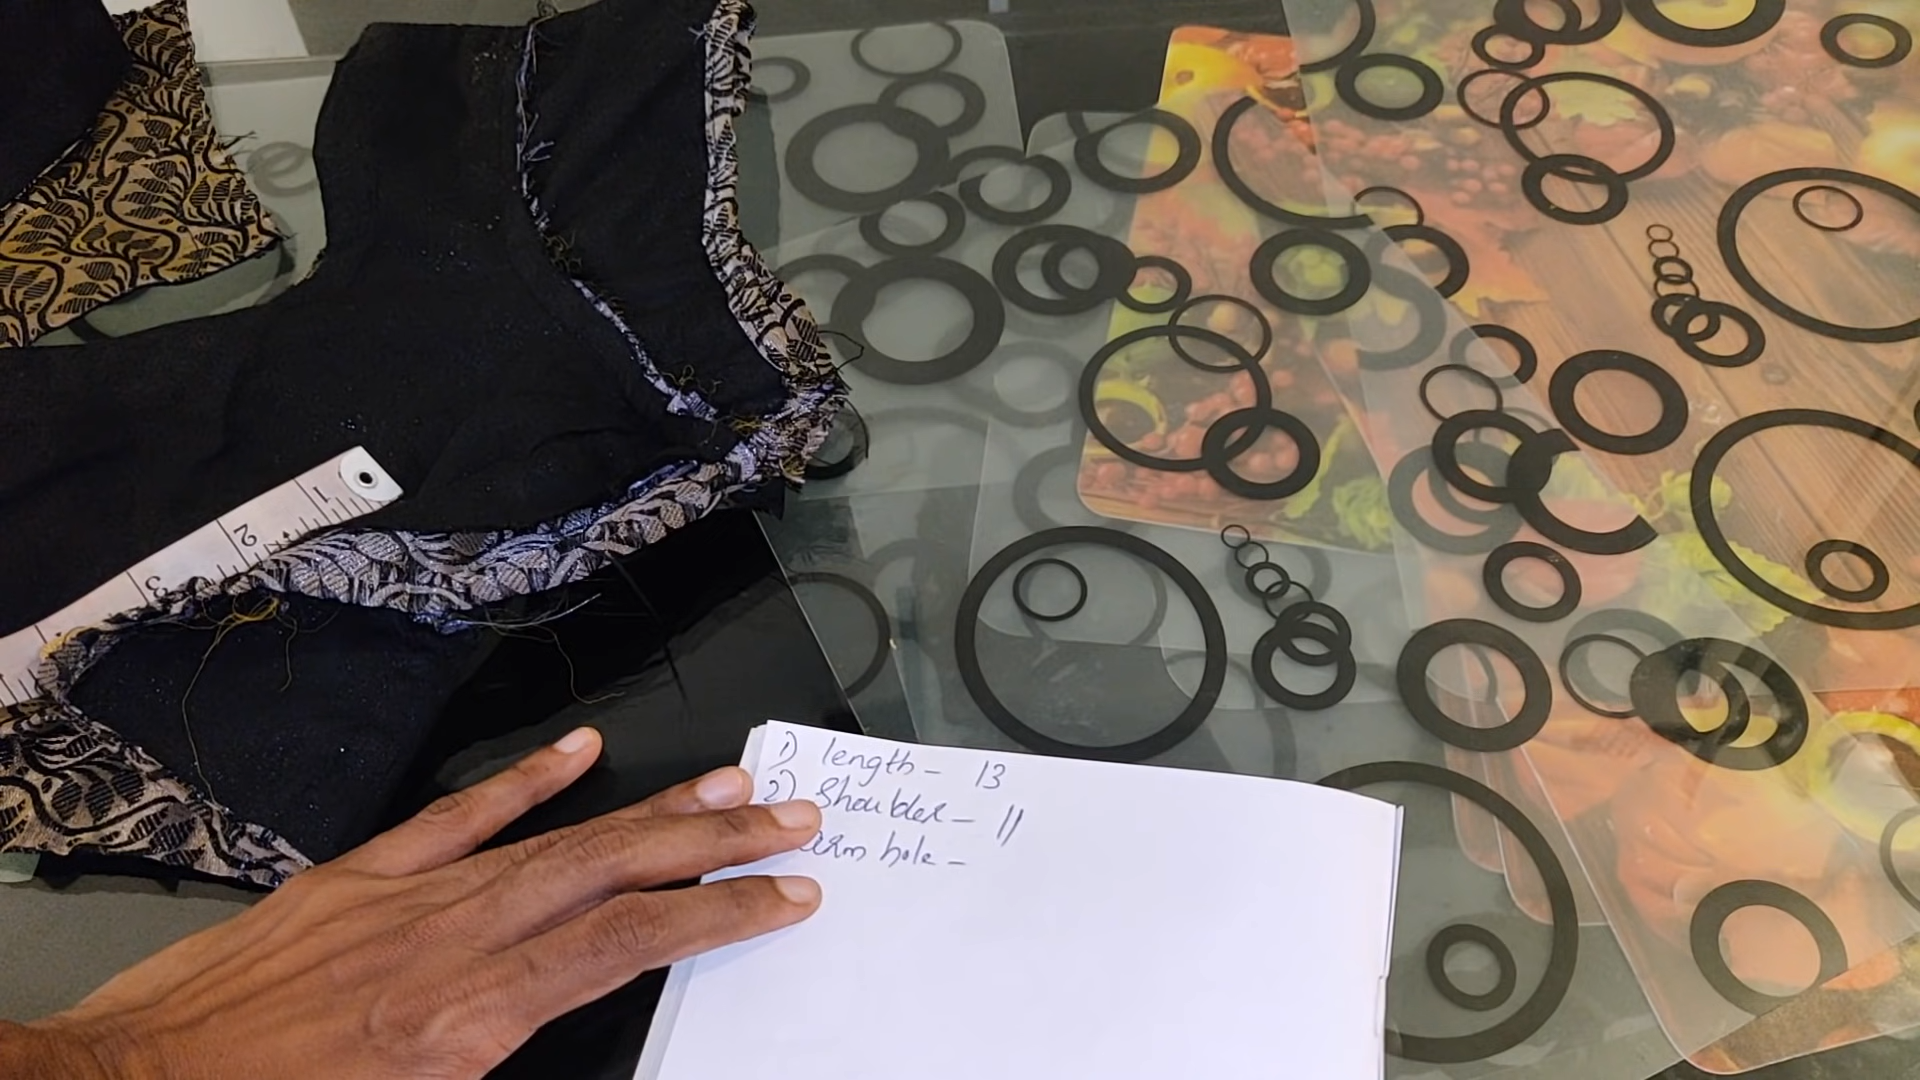 1
2
3
1) length - 13
2) Shoulder - 11
arm hole -